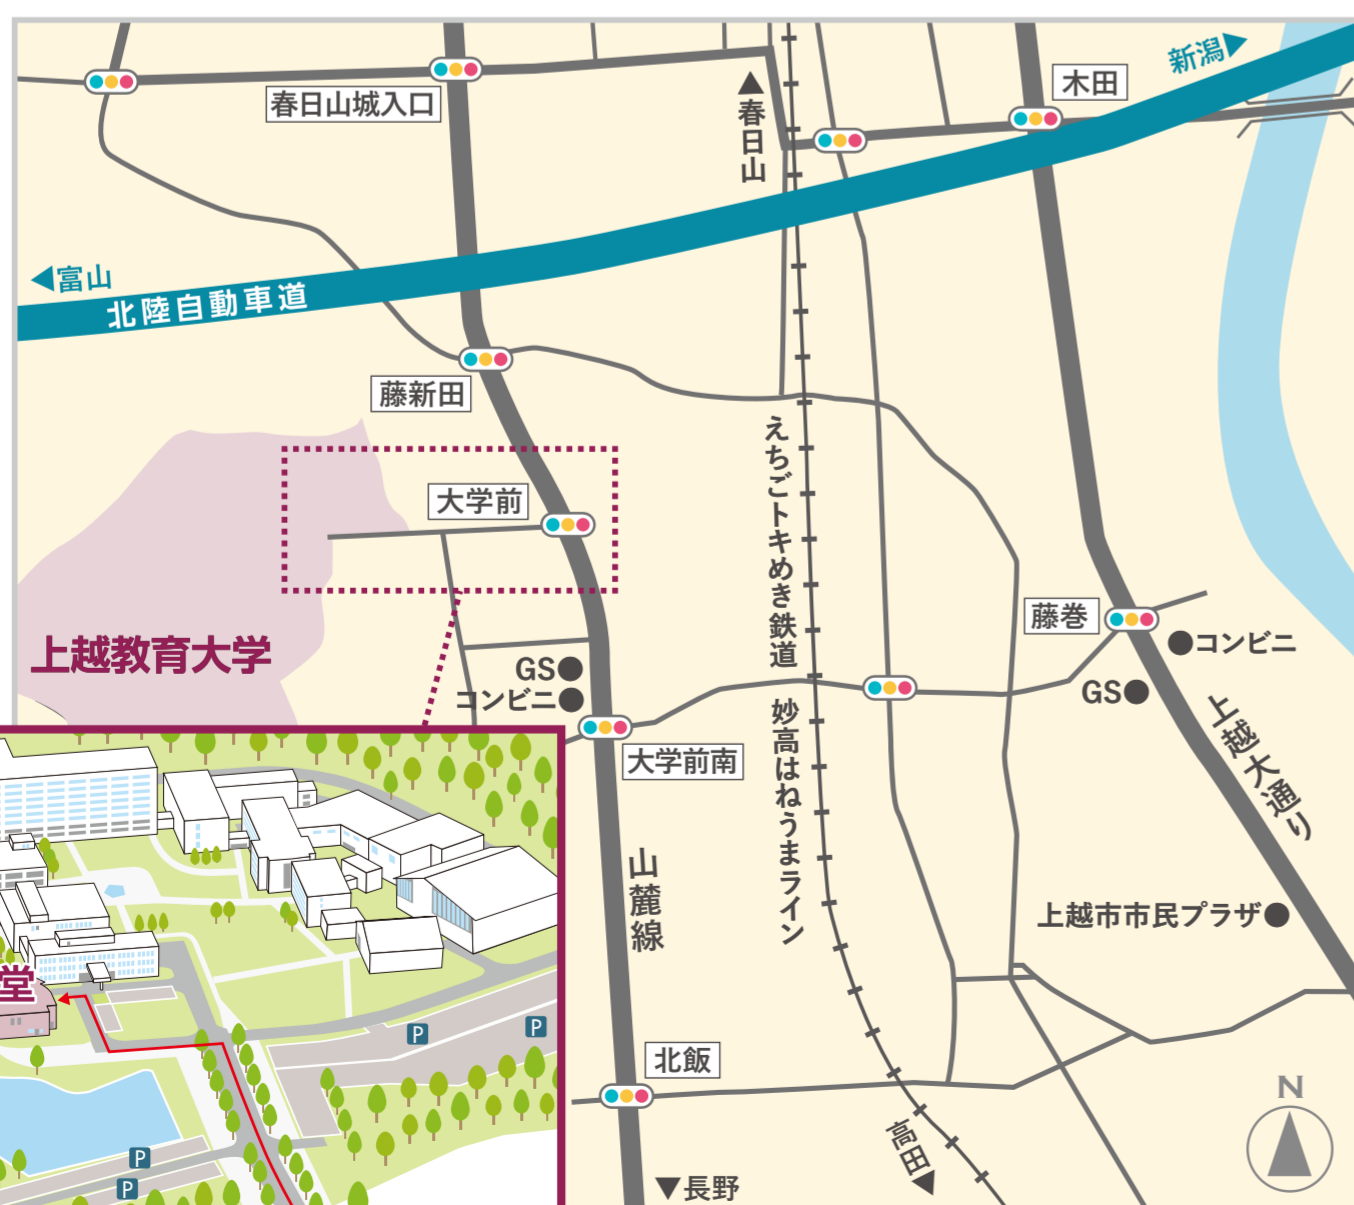 新潟
木田
春日山城入口
▲春日山
◀富山
北陸自動車道
藤新田
えちごトキめき鉄道 妙高はねうまライン
大学前
藤巻
コンビニ
上越教育大学
GS
コンビニ
GS
上越大通り
大学前南
山麓線
上越市市民プラザ
堂
P
P
北飯
N
高田
P
P
▼長野